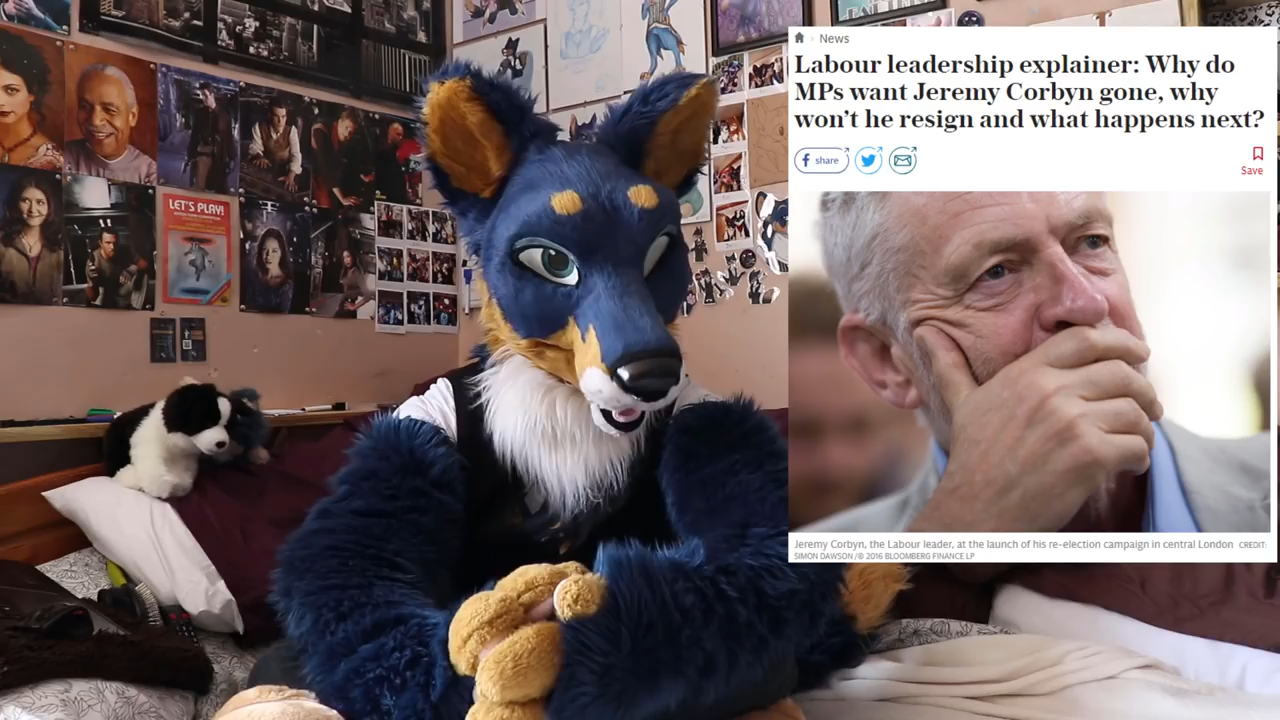 News
Labour leadership explainer: Why do
MPs want Jeremy Corbyn gone, why
won't he resign and what happens next?
share
Save
Jeremy Corbyn, the Labour leader, at the launch of his re-election campaign in central London CREDIT:
SIMON DAWSON /© 2016 BLOOMBERG FINANCE LP
LET'S PLAY!